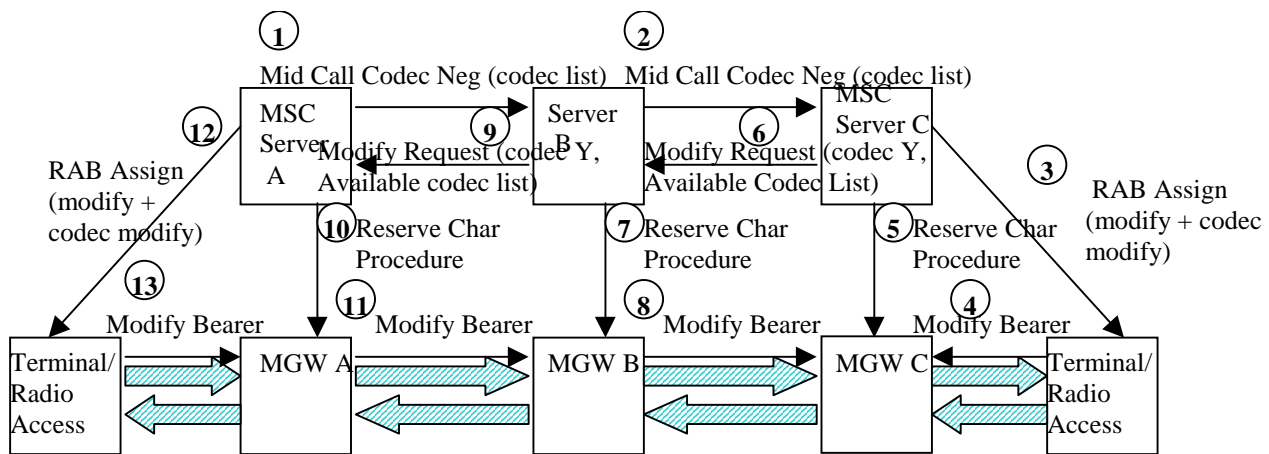 1
2
Mid Call Codec Neg (codec list)
Mid Call Codec Neg (codec list)
MSC
Server
A
Server
B
MSC
Server C
12
9
6
3
Modify Request (codec Y,
Available codec list)
Modify Request (codec Y,
Available Codec List)
RAB Assign
(modify +
codec modify)
RAB Assign
(modify + codec
modify)
10
Reserve Char
Procedure
7
Reserve Char
Procedure
5
Reserve Char
Procedure
13
11
8
4
Modify Bearer
Modify Bearer
Modify Bearer
Modify Bearer
Terminal/
Radio
Access
MGW A
MGW B
MGW C
Terminal/
Radio
Access